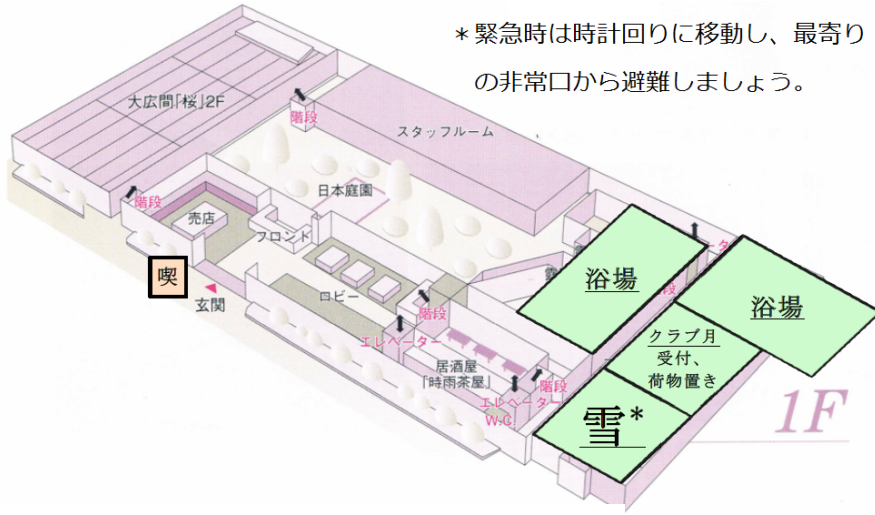 *緊急時は時計回りに移動し、最寄り
の非常口から避難しましょう。
大広間「桜」2F
階段
スタッフルーム
階段
日本庭園
売店
フロント
喫
玄関
ロビー
階段
エレベーター
居酒屋
「時雨茶屋」
階段
エレベーター
W.C.
ーター
浴場
浴場
クラブ月
受付、
荷物置き
雪*
1F